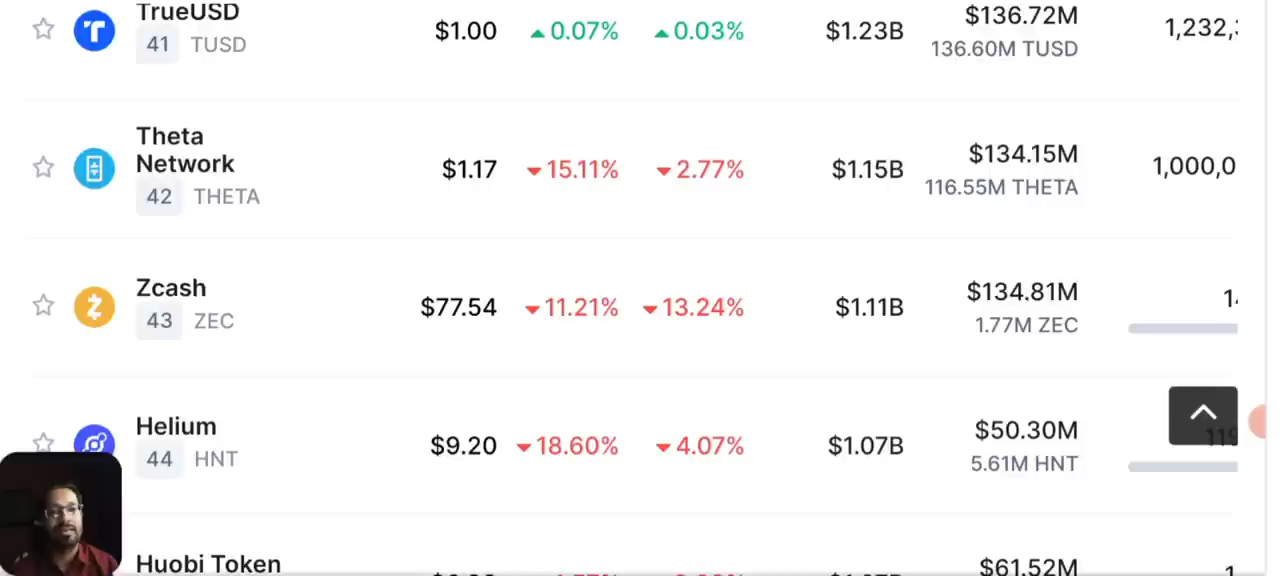 TrueUSD
41 TUSD
$1.00
0.07%
0.03%
$1.23B
$136.72M
136.60M TUSD
Theta
Network
42 THETA
$1.17
15.11%
2.77%
$1.15B
$134.15M
116.55M THETA
1,000,0
Zcash
43 ZEC
$77.54
11.21%
13.24%
$1.11B
$134.81M
1.77M ZEC
Helium
44 HNT
$9.20
18.60%
4.07%
$1.07B
$50.30M
5.61M HNT
Huobi Token
$61.52M